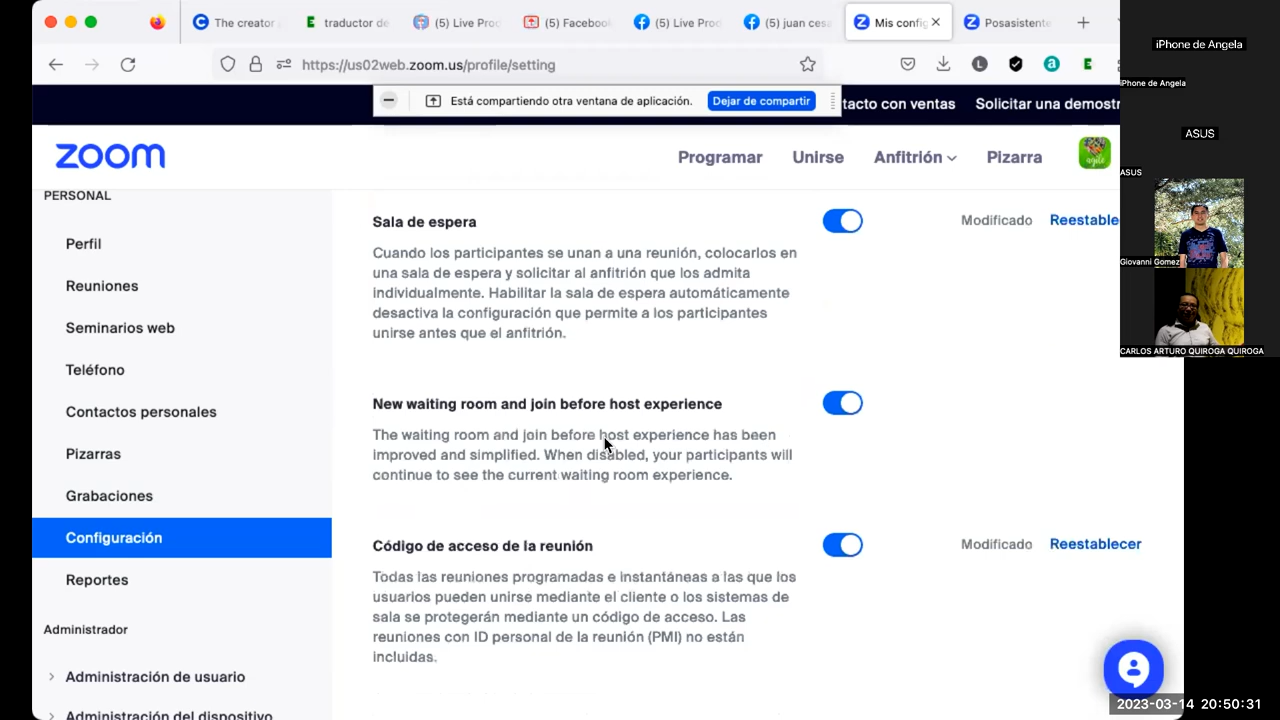 The creator
traductor de
(5) Live Pro
(5) Facebook
(5) Live Pro
(5) juan cesa
Mis config
Posasistente
https://us02web.zoom.us/profile/setting
Está compartiendo otra ventana de aplicación.
Dejar de compartir
tacto con ventas
Solicitar una demostr
zoom
Programar
Unirse
Anfitrión
Pizarra
PERSONAL
Perfil
Reuniones
Seminarios web
Teléfono
Contactos personales
Pizarras
Grabaciones
Configuración
Reportes
Administrador
Administración de usuario
Administración del dispositivo
Sala de espera
Modificado
Reestable
Cuando los participantes se unan a una reunión, colocarlos en
una sala de espera y solicitar al anfitrión que los admita
individualmente. Habilitar la sala de espera automáticamente
desactiva la configuración que permite a los participantes
unirse antes que el anfitrión.
New waiting room and join before host experience
The waiting room and join before host experience has been
improved and simplified. When disabled, your participants will
continue to see the current waiting room experience.
Código de acceso de la reunión
Modificado
Reestablecer
Todas las reuniones programadas e instantáneas a las que los
usuarios pueden unirse mediante el cliente o los sistemas de
sala se protegerán mediante un código de acceso. Las
reuniones con ID personal de la reunión (PMI) no están
incluidas.
iPhone de Angela
iPhone de Angela
ASUS
ASUS
Giovanni Gomez
CARLOS ARTURO QUIROGA QUIROGA
2023-03-14 20:50:31